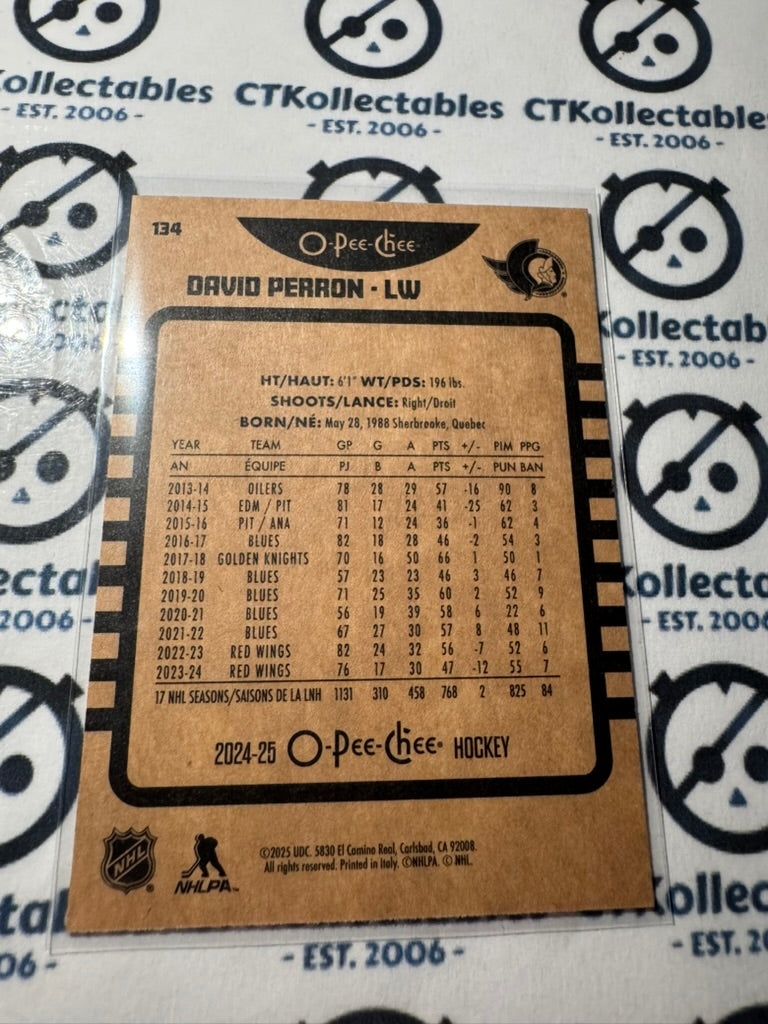 Kollectables CTKollectables CTKollectables
- EST. 2006 - - EST. 2006 - - EST. 2006 -
134
O-Pee-Chee
DAVID PERRON · LW
HT/HAUT: 6'1" WT/PDS: 196 lbs.
SHOOTS/LANCE: Right/Droit
BORN/NÉ: May 28, 1988 Sherbrooke, Quebec
YEAR TEAM GP G A PTS +/- PIM PPG
AN ÉQUIPE PJ B A PTS +/- PUN BAN
2013-14 OILERS 78 28 29 57 -16 90 8
2014-15 EDM / PIT 81 17 24 41 -25 62 3
2015-16 PIT / ANA 71 12 24 36 -1 62 4
2016-17 BLUES 82 18 28 46 -2 54 3
2017-18 GOLDEN KNIGHTS 70 16 50 66 1 50 1
2018-19 BLUES 57 23 23 46 3 46 7
2019-20 BLUES 71 25 35 60 2 52 9
2020-21 BLUES 56 19 39 58 6 22 6
2021-22 BLUES 67 27 30 57 8 48 11
2022-23 RED WINGS 82 24 32 56 -7 52 6
2023-24 RED WINGS 76 17 30 47 -12 55 7
17 NHL SEASONS/SAISONS DE LA LNH 1131 310 458 768 2 825 84
2024-25 O-Pee-Chee HOCKEY
NHL
NHLPA™
©2025 UDC. 5830 El Camino Real, Carlsbad, CA 92008.
All rights reserved. Printed in Italy. ©NHLPA. © NHL.
Kollectab
- EST. 2006 -
ollectab
- EST. 2006 -
- EST. 2006 -
- EST. 2006 -